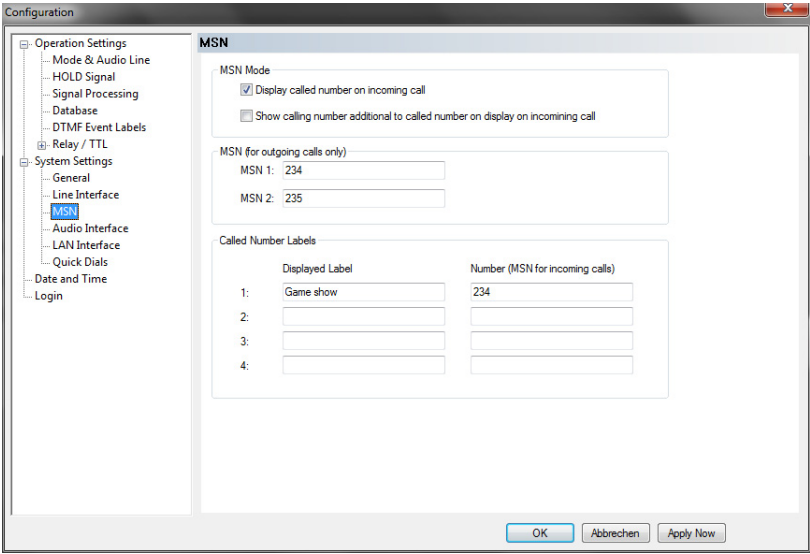 Configuration
Operation Settings
Mode & Audio Line
HOLD Signal
Signal Processing
Database
DTMF Event Labels
Relay / TTL
System Settings
General
Line Interface
MSN
Audio Interface
LAN Interface
Quick Dials
Date and Time
Login
MSN
MSN Mode
Display called number on incoming call
Show calling number additional to called number on display on incomining call
MSN (for outgoing calls only)
MSN 1: 234
MSN 2: 235
Called Number Labels
Displayed Label Number (MSN for incoming calls)
1: Game show 234
2:
3:
4:
OK Abbrechen Apply Now